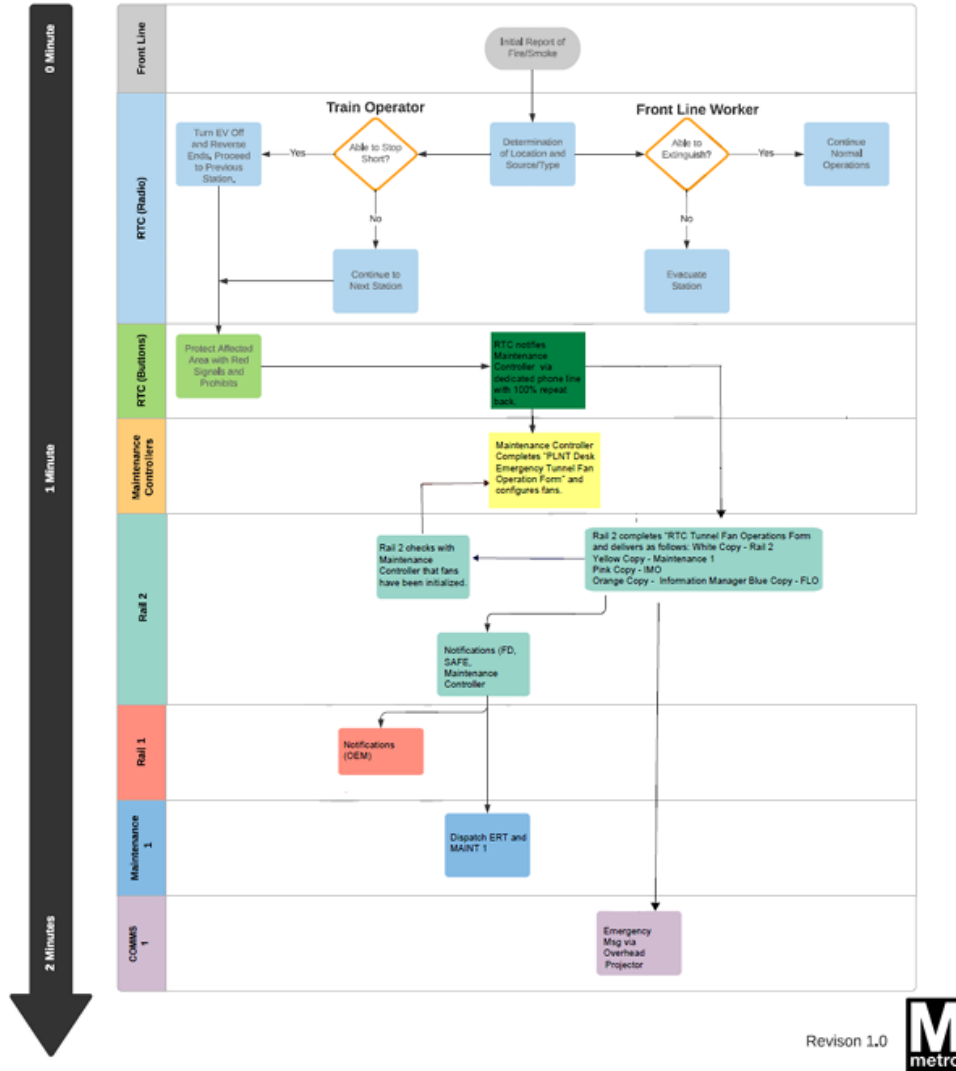 0 Minute
1 Minute
2 Minutes
Front Line
Initial Report of
Fire/Smoke
RTC (Radio)
Train Operator
Front Line Worker
Turn EV Off
and Reverse
Ends, Proceed
to Previous
Station.
Yes
Able to Stop
Short?
Determination
of Location and
Source/Type
Able to
Extinguish?
Yes
Continue
Normal
Operations
No
No
Continue to
Next Station
Evacuate
Station
RTC (Buttons)
Protect Affected
Area with Red
Signals and
Prohibits
RTC notifies
Maintenance
Controller via
dedicated phone line
with 100% repeat
back.
Maintenance
Controllers
Maintenance Controller
Completes "PLNT Desk
Emergency Tunnel Fan
Operation Form" and
configures fans.
Rail 2
Rail 2 checks with
Maintenance
Controller that fans
have been initialized.
Rail 2 completes "RTC Tunnel Fan Operations Form
and delivers as follows: White Copy - Rail 2
Yellow Copy - Maintenance 1
Pink Copy - IMO
Orange Copy - Information Manager Blue Copy - FLO
Notifications (FD,
SAFE,
Maintenance
Controller
Rail 1
Notifications
(OEM)
Maintenance
1
Dispatch ERT and
MAINT 1
COMMS
1
Emergency
Msg via
Overhead
Projector
Revison 1.0
M
metro